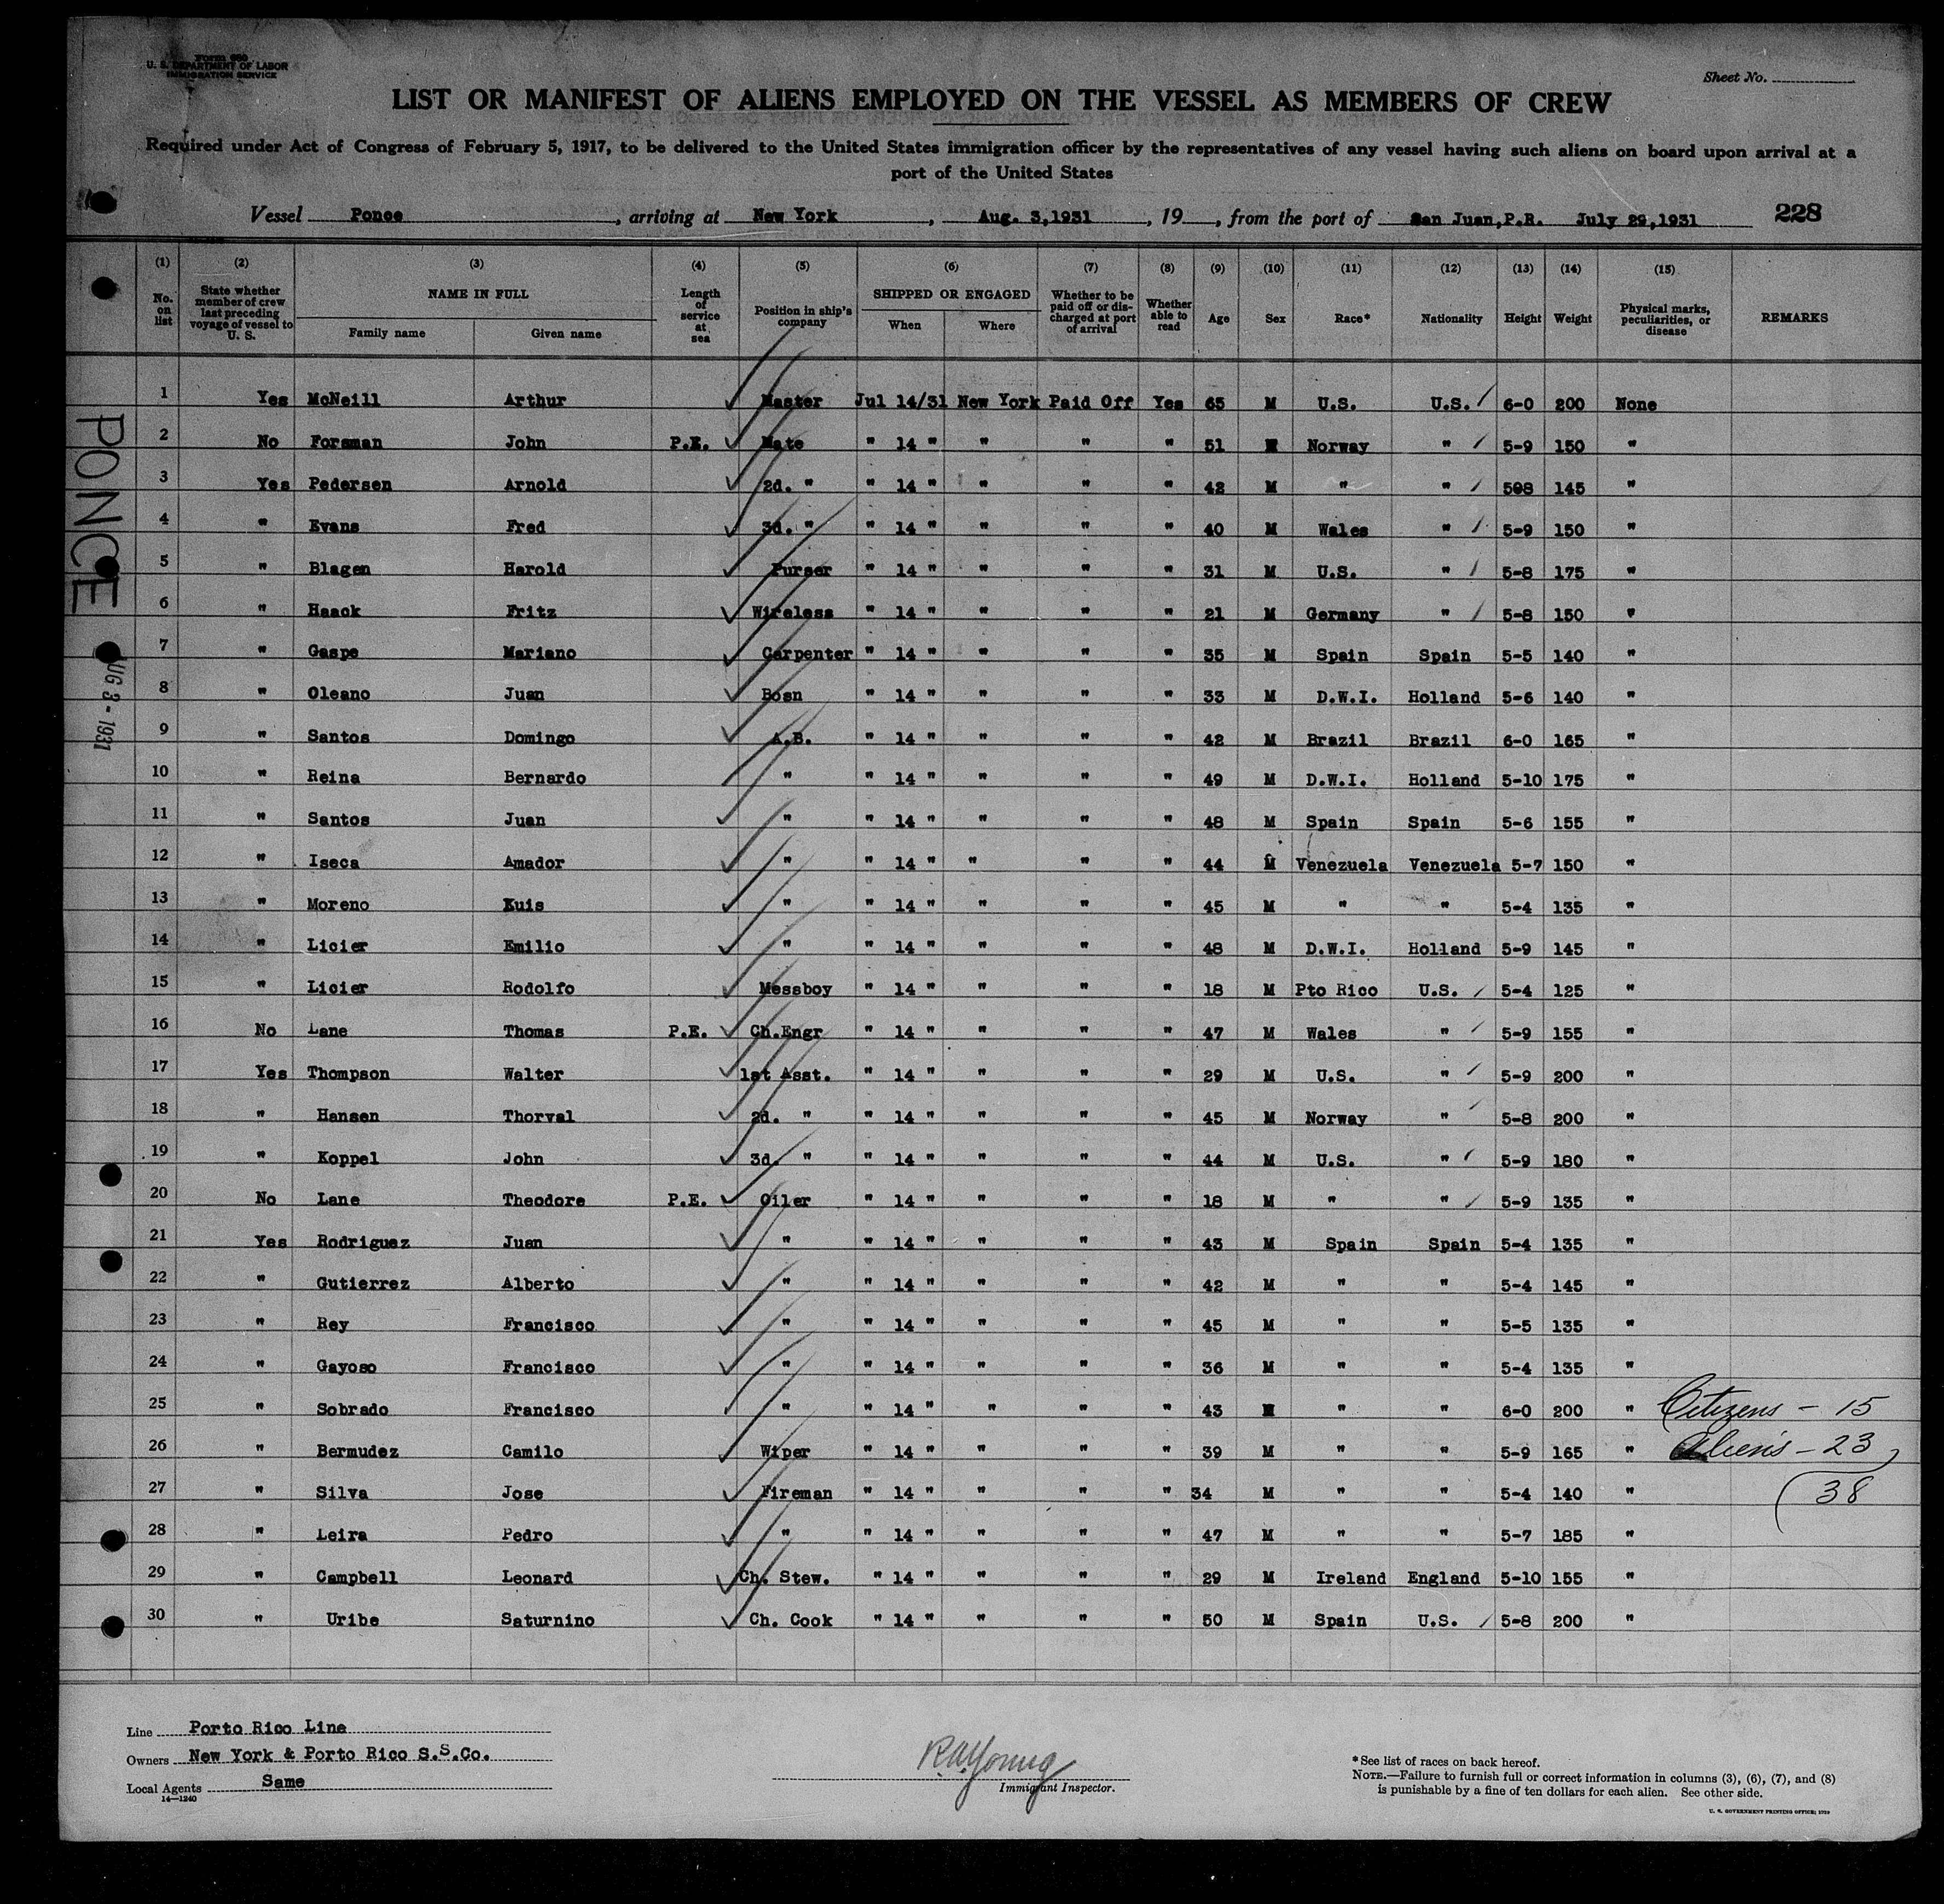 Form 680
U. S. DEPARTMENT OF LABOR
IMMIGRATION SERVICE
Sheet No.
LIST OR MANIFEST OF ALIENS EMPLOYED ON THE VESSEL AS MEMBERS OF CREW
Required under Act of Congress of February 5, 1917, to be delivered to the United States immigration officer by the representatives of any vessel having such aliens on board upon arrival at a
port of the United States
Vessel Ponce, arriving at New York, Aug. 3,1931, 19, from the port of San Juan,P.R. July 29,1931 228
(1) (2) (3) (4) (5) (6) (7) (8) (9) (10) (11) (12) (13) (14) (15)
No. on list State whether member of crew last preceding voyage of vessel to U. S. NAME IN FULL Family name Given name Length of service at sea Position in ship's company SHIPPED OR ENGAGED When Where Whether to be paid off or discharged at port of arrival Whether able to read Age Sex Race* Nationality Height Weight Physical marks, peculiarities, or disease REMARKS
1 Yes McNeill Arthur Master Jul 14/31 New York Paid Off Yes 65 M U.S. U.S. 6-0 200 None
2 No Forsman John P.E. Mate " 14 " " " " 51 M Norway " 5-9 150 "
3 Yes Pedersen Arnold 2d. " " 14 " " " " 42 M " " 508 145 "
4 " Evans Fred 3d. " " 14 " " " " 40 M Wales " 5-9 150 "
5 " Blagen Harold Purser " 14 " " " " 31 M U.S. " 5-8 175 "
6 " Haack Fritz Wireless " 14 " " " " 21 M Germany " 5-8 150 "
7 " Gaspe Mariano Carpenter " 14 " " " " 35 M Spain Spain 5-5 140 "
8 " Oleano Juan Bosn " 14 " " " " 33 M D.W.I. Holland 5-6 140 "
9 " Santos Domingo A.B. " 14 " " " " 42 M Brazil Brazil 6-0 165 "
10 " Reina Bernardo " " 14 " " " " 49 M D.W.I. Holland 5-10 175 "
11 " Santos Juan " " 14 " " " " 48 M Spain Spain 5-6 155 "
12 " Iseca Amador " " 14 " " " " 44 M Venezuela Venezuela 5-7 150 "
13 " Moreno Kuis " " 14 " " " " 45 M " " 5-4 135 "
14 " Licier Emilio " " 14 " " " " 48 M D.W.I. Holland 5-9 145 "
15 " Licier Rodolfo Messboy " 14 " " " " 18 M Pto Rico U.S. 5-4 125 "
16 No Lane Thomas P.E. Ch.Engr " 14 " " " " 47 M Wales " 5-9 155 "
17 Yes Thompson Walter 1st Asst. " 14 " " " " 29 M U.S. " 5-9 200 "
18 " Hansen Thorval 2d. " " 14 " " " " 45 M Norway " 5-8 200 "
19 " Koppel John 3d. " " 14 " " " " 44 M U.S. " 5-9 180 "
20 No Lane Theodore P.E. Oiler " 14 " " " " 18 M " " 5-9 135 "
21 Yes Rodriguez Juan " " 14 " " " " 43 M Spain Spain 5-4 135 "
22 " Gutierrez Alberto " " 14 " " " " 42 M " " 5-4 145 "
23 " Rey Francisco " " 14 " " " " 45 M " " 5-5 135 "
24 " Gayoso Francisco " " 14 " " " " 36 M " " 5-4 135 "
25 " Sobrado Francisco " " 14 " " " " 43 M " " 6-0 200 " Citizens - 15
26 " Bermudez Camilo Wiper " 14 " " " " 39 M " " 5-9 165 " Aliens - 23
27 " Silva Jose Fireman " 14 " " " " 34 M " " 5-4 140 " 38
28 " Leira Pedro " " 14 " " " " 47 M " " 5-7 185 "
29 " Campbell Leonard Ch. Stew. " 14 " " " " 29 M Ireland England 5-10 155 "
30 " Uribe Saturnino Ch. Cook " 14 " " " " 50 M Spain U.S. 5-8 200 "
PONCE
AUG 3 - 1931
Line Porto Rico Line
Owners New York & Porto Rico S.S.Co.
Local Agents Same
14—1240
R.W. Young
Immigrant Inspector.
*See list of races on back hereof.
NOTE.—Failure to furnish full or correct information in columns (3), (6), (7), and (8)
is punishable by a fine of ten dollars for each alien. See other side.
U. S. GOVERNMENT PRINTING OFFICE: 1929